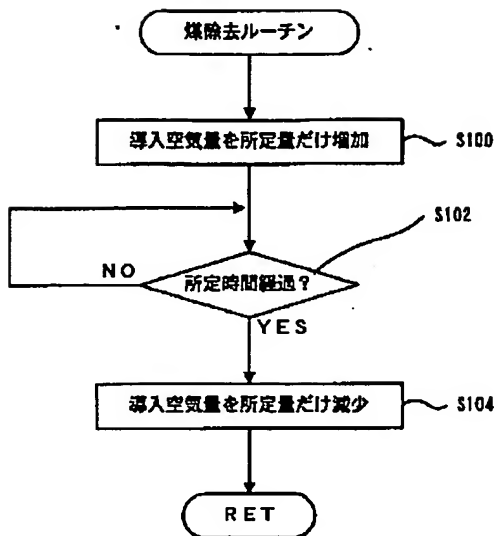 煤除去ルーチン
導入空気量を所定量だけ増加
S100
S102
所定時間経過?
NO
YES
導入空気量を所定量だけ減少
S104
RET